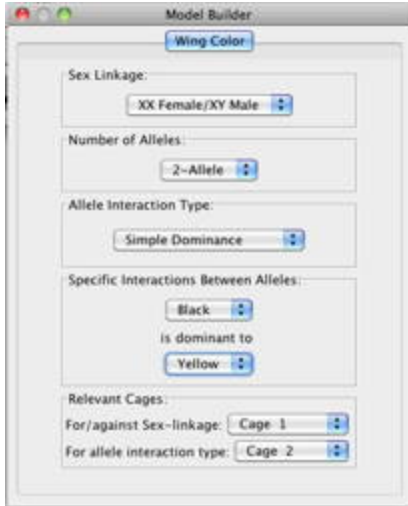 Model Builder
Wing Color
Sex Linkage:
XX Female/XY Male
Number of Alleles:
2-Allele
Allele Interaction Type:
Simple Dominance
Specific Interactions Between Alleles:
Black
is dominant to
Yellow
Relevant Cages:
For/against Sex-linkage: Cage 1
For allele interaction type: Cage 2